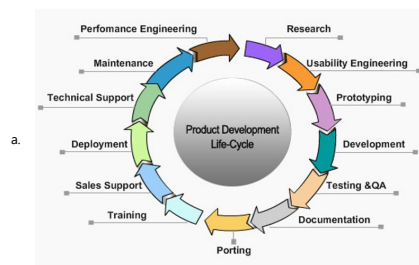 Perfomance Engineering
Research
Maintenance
Usability Engineering
Technical Support
Prototyping
a.
Product Development
Life-Cycle
Deployment
Development
Sales Support
Testing &QA
Training
Documentation
Porting